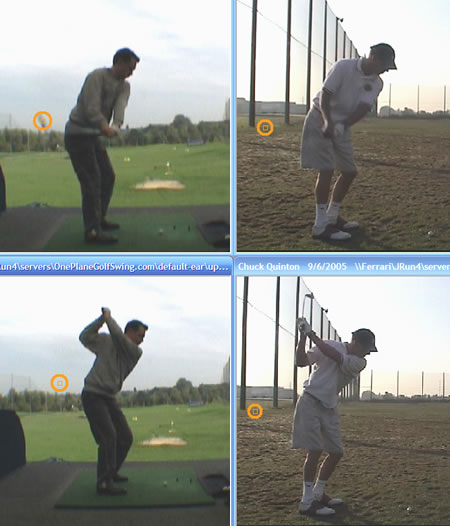 Run4\servers\OnePlaneGolfSwing.com\default-ear\up...
Chuck Quinton 9/6/2005 \\Ferrari\JRun4\server